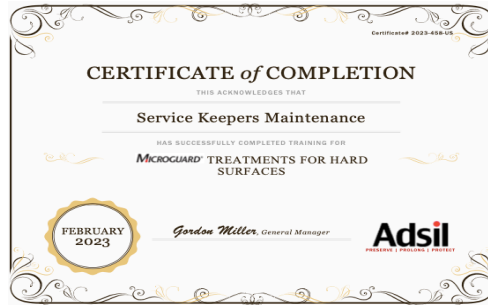 Certificate# 2023-458-US
CERTIFICATE of COMPLETION
THIS ACKNOWLEDGES THAT
Service Keepers Maintenance
HAS SUCCESSFULLY COMPLETED TRAINING FOR
MICROGUARD® TREATMENTS FOR HARD
SURFACES
FEBRUARY
2023
Gordon Miller, General Manager
Adsil
PRESERVE | PROLONG | PROTECT